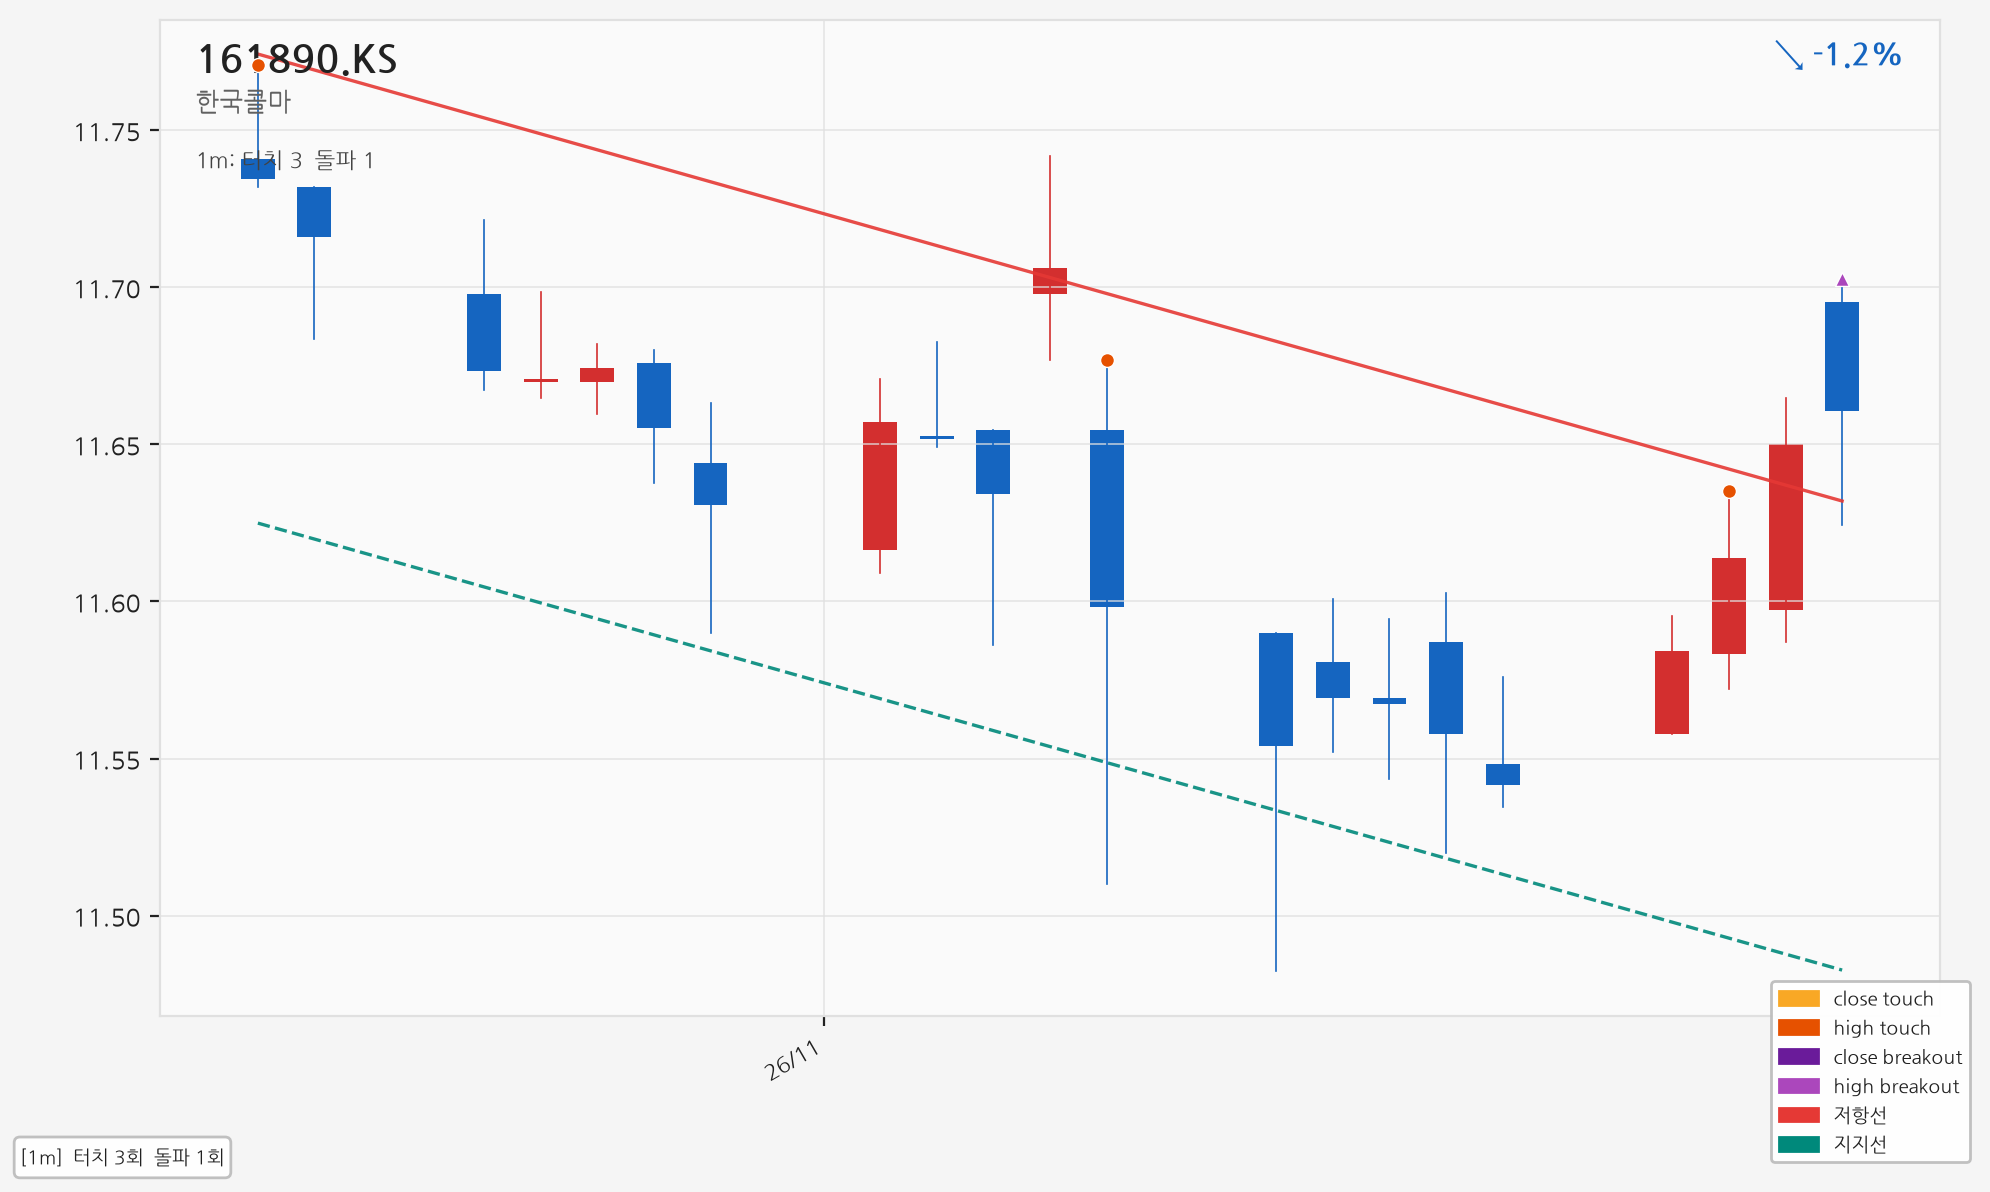 161890.KS
-1.2%
한국콜마
1m: 터치 3 돌파 1
11.75
11.70
11.65
11.60
11.55
11.50
26/11
close touch
high touch
close breakout
high breakout
저항선
지지선
[1m] 터치 3회 돌파 1회